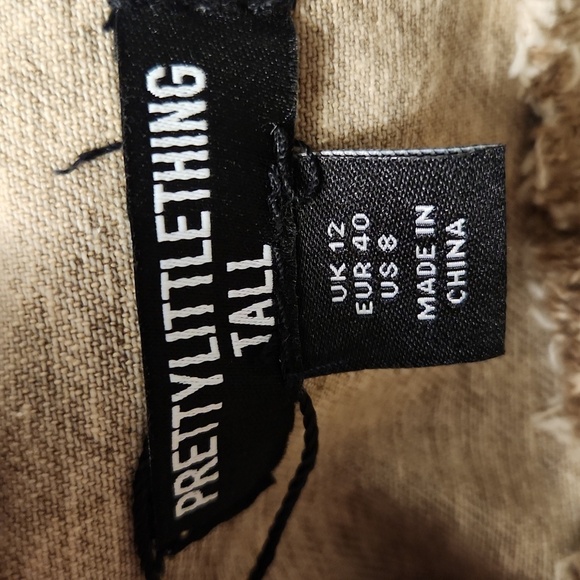 PRETTYLITTLETHING
TALL
UK 12
EUR 40
US 8
MADE IN
CHINA